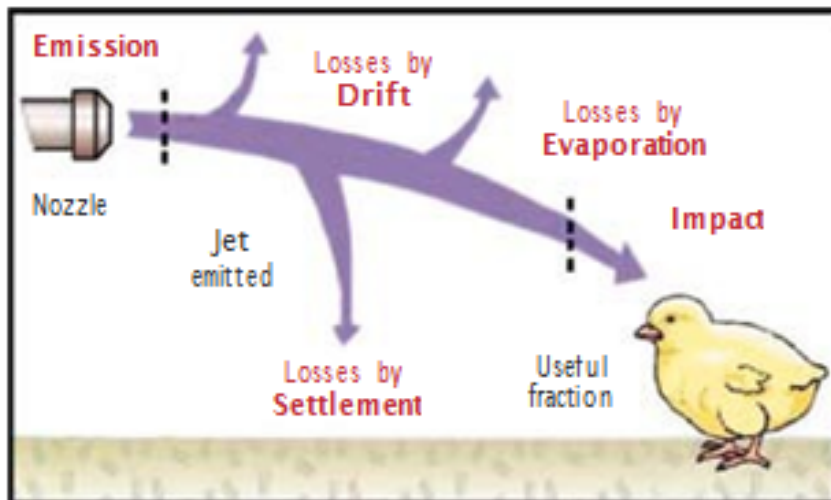 Emission
Losses by
Drift
Losses by
Evaporation
Nozzle
Impact
Jet
emitted
Losses by
Settlement
Useful
fraction